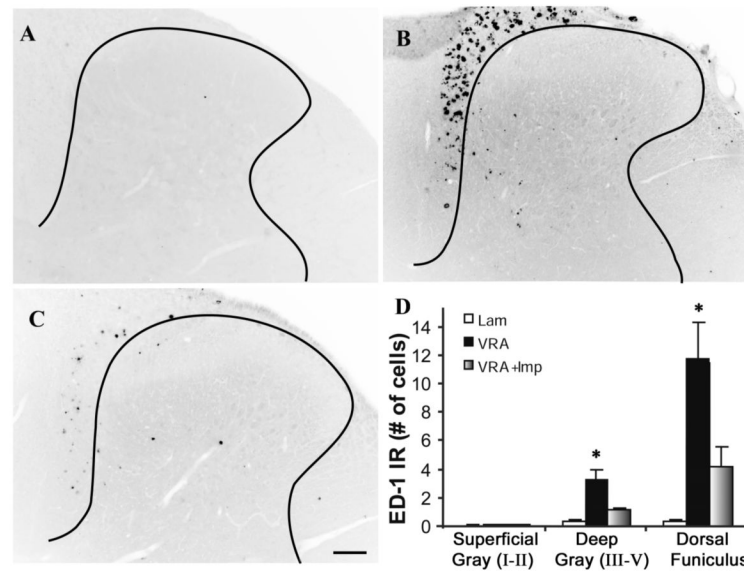 A
B
C
D
ED-1 IR (# of cells)
14
12
10
8
6
4
2
0
Lam
VRA
VRA+Imp
*
*
Superficial
Gray (I-II)
Deep
Gray (III-V)
Dorsal
Funiculus